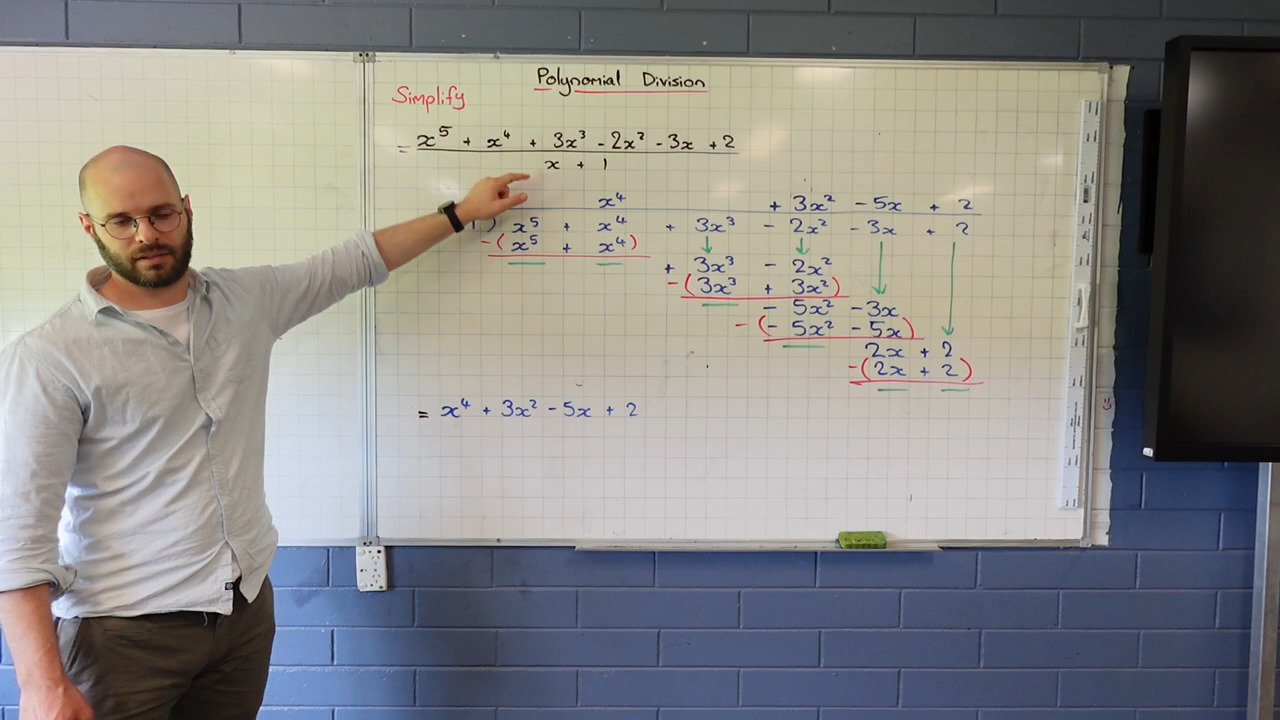 Polynomial Division
Simplify
= x⁵ + x⁴ + 3x³ - 2x² - 3x + 2
x + 1
x⁴ + 3x² - 5x + 2
1) x⁵ + x⁴ + 3x³ - 2x² - 3x + 2
-(x⁵ + x⁴)
+ 3x³ - 2x²
-(3x³ + 3x²)
- 5x² - 3x
-(- 5x² - 5x)
2x + 2
-(2x + 2)
= x⁴ + 3x² - 5x + 2